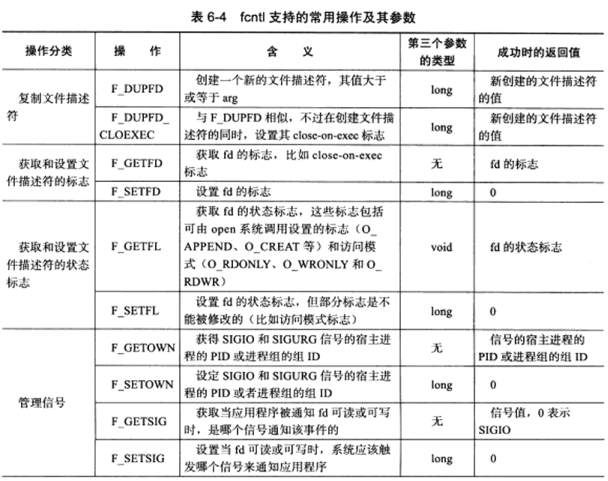 表 6-4 fcntl 支持的常用操作及其参数
操作分类 操 作 含 义 第三个参数的类型 成功时的返回值
复制文件描述符
F_DUPFD
创建一个新的文件描述符，其值大于
或等于 arg
long
新创建的文件描述符
的值
F_DUPFD_
CLOEXEC
与 F_DUPFD 相似，不过在创建文件描
述符的同时，设置其 close-on-exec 标志
long
新创建的文件描述符
的值
获取和设置文
件描述符的标志
F_GETFD
获取 fd 的标志，比如 close-on-exec
标志
无
fd 的标志
F_SETFD
设置 fd 的标志
long
0
获取和设置文
件描述符的状态
标志
F_GETFL
获取 fd 的状态标志，这些标志包括
可由 open 系统调用设置的标志（O_
APPEND、O_CREAT 等）和访问模
式（O_RDONLY、O_WRONLY 和 O_
RDWR）
void
fd 的状态标志
F_SETFL
设置 fd 的状态标志，但部分标志是不
能被修改的（比如访问模式标志）
long
0
管理信号
F_GETOWN
获得 SIGIO 和 SIGURG 信号的宿主进
程的 PID 或进程组的组 ID
无
信号的宿主进程的
PID 或进程组的组 ID
F_SETOWN
设定 SIGIO 和 SIGURG 信号的宿主进
程的 PID 或者进程组的组 ID
long
0
F_GETSIG
获取当应用程序被通知 fd 可读或可写
时，是哪个信号通知该事件的
无
信号值，0 表示
SIGIO
F_SETSIG
设置当 fd 可读或可写时，系统应该触
发哪个信号来通知应用程序
long
0